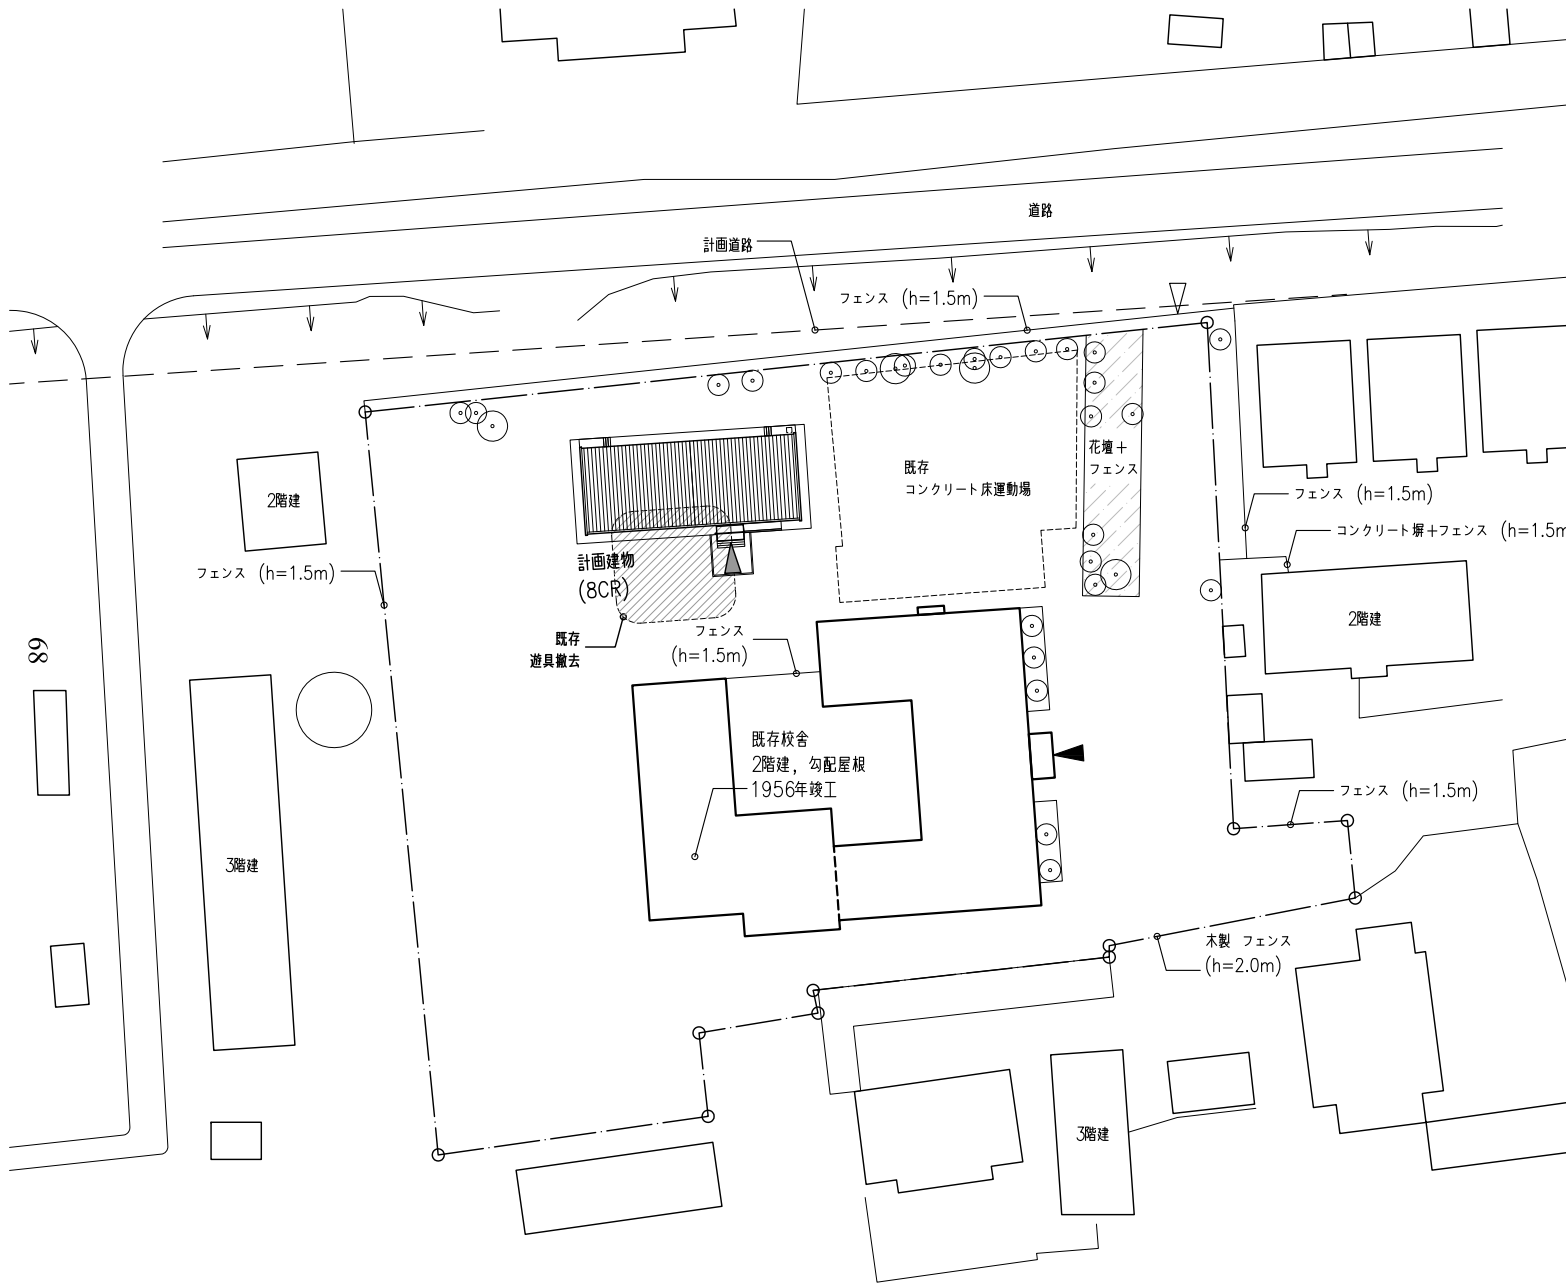 道路
計画道路
フェンス (h=1.5m)
花壇＋
フェンス
既存
コンクリート床運動場
2階建
フェンス (h=1.5m)
コンクリート塀＋フェンス (h=1.5m
計画建物
(8CR)
フェンス (h=1.5m)
2階建
既存
遊具撤去
フェンス
(h=1.5m)
68
既存校舎
2階建, 勾配屋根
1956年竣工
フェンス (h=1.5m)
3階建
木製 フェンス
(h=2.0m)
3階建